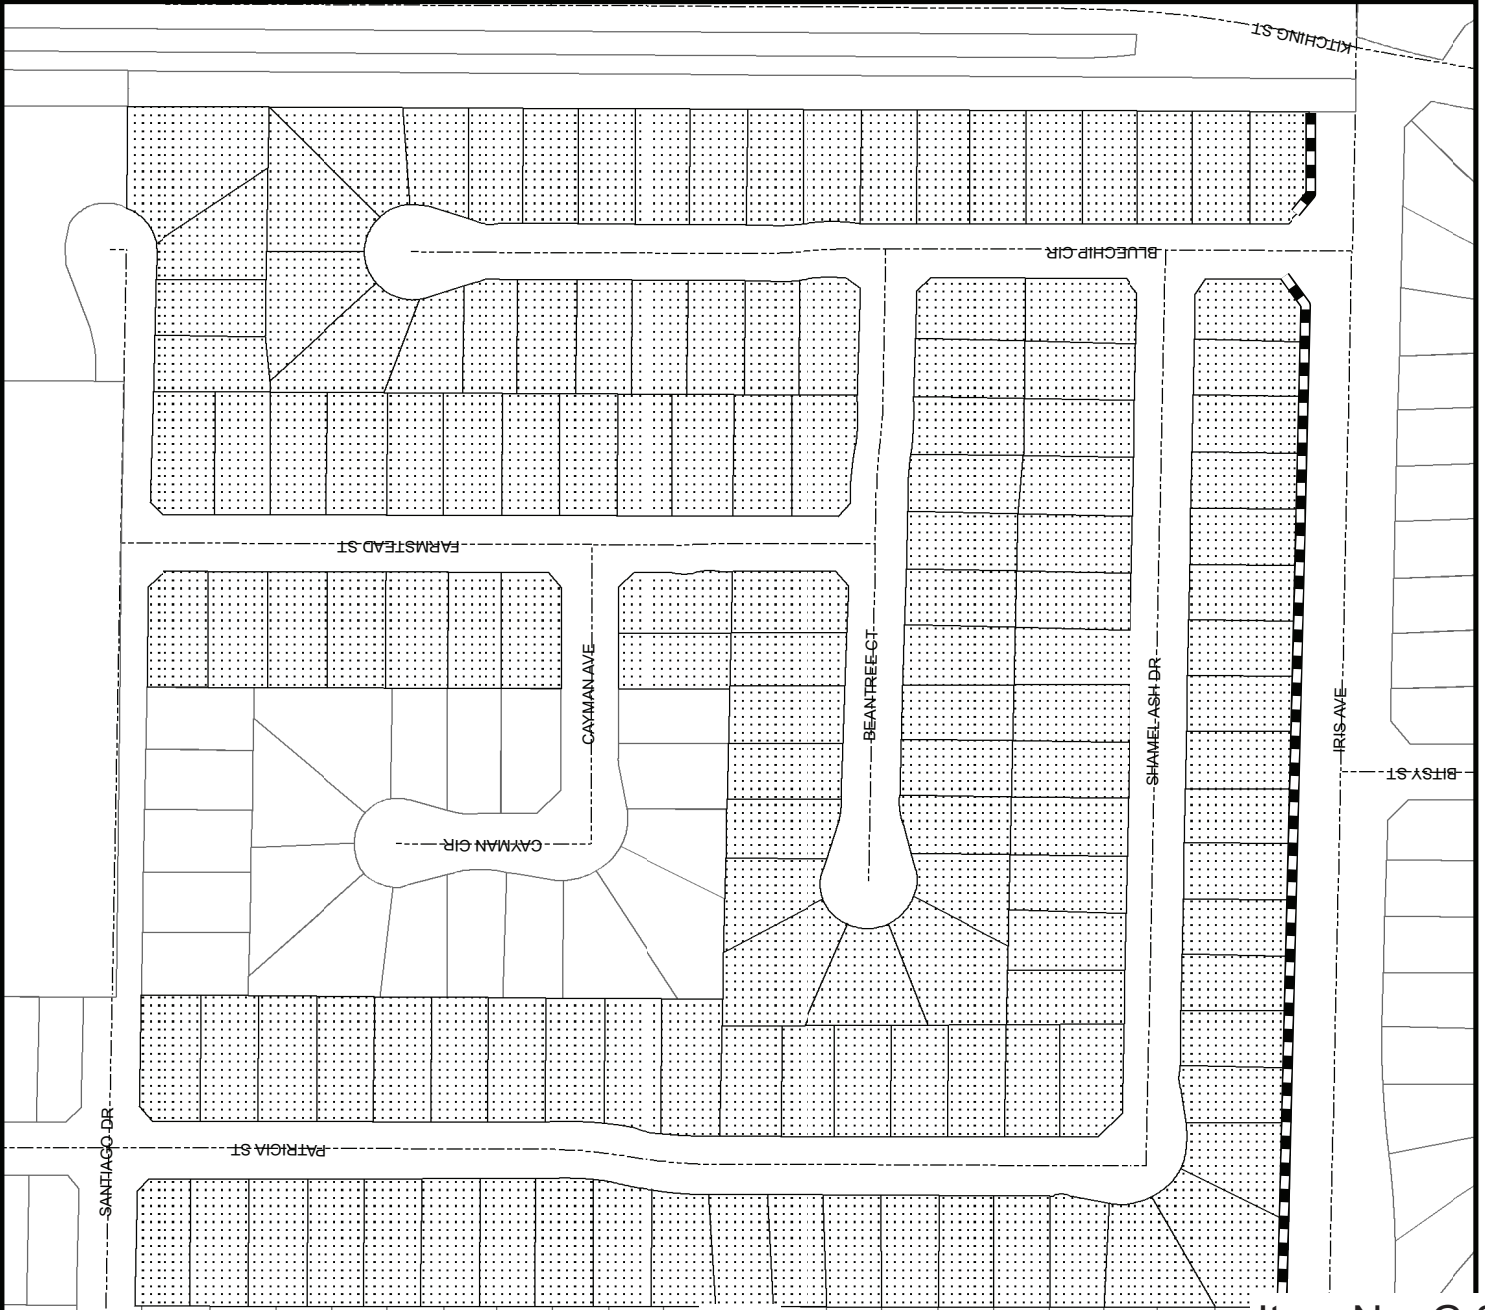 KITCHING ST
BLUECHIP CIR
FARMSTEAD ST
CAYMAN AVE
BEANTREE CT
SHAMEL ASH DR
IRIS AVE
BITSY ST
CAYMAN CIR
SANTIAGO DR
PATRICIA ST